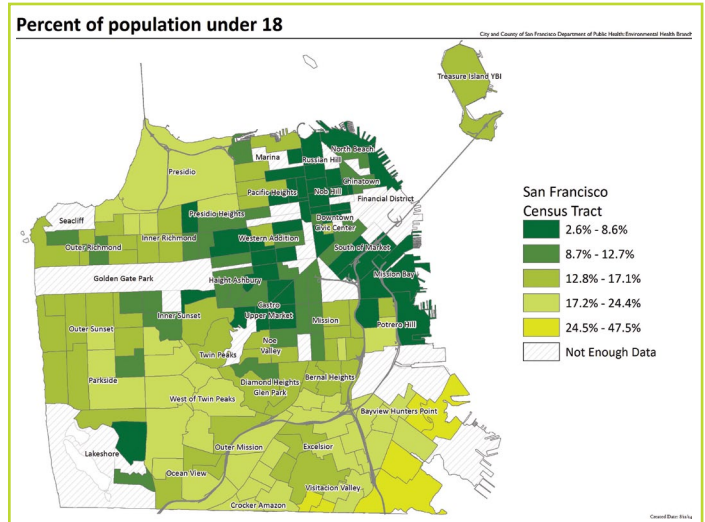 Percent of population under 18
City and County of San Francisco Department of Public Health: Environmental Health Branch
Treasure Island YBI
Marina
Russian Hill
North Beach
Presidio
Chinatown
Pacific Heights
Nob Hill
Financial District
Seacliff
Presidio Heights
Downtown
Civic Center
Outer Richmond
Inner Richmond
Western Addition
South of Market
Golden Gate Park
Haight Ashbury
Mission Bay
Castro
Upper Market
Outer Sunset
Inner Sunset
Mission
Potrero Hill
Noe
Valley
Twin Peaks
Parkside
Diamond Heights
Glen Park
Bernal Heights
West of Twin Peaks
Bayview Hunters Point
Lakeshore
Outer Mission
Excelsior
Ocean View
Visitacion Valley
Crocker Amazon
San Francisco
Census Tract
2.6% - 8.6%
8.7% - 12.7%
12.8% - 17.1%
17.2% - 24.4%
24.5% - 47.5%
Not Enough Data
Created Date: